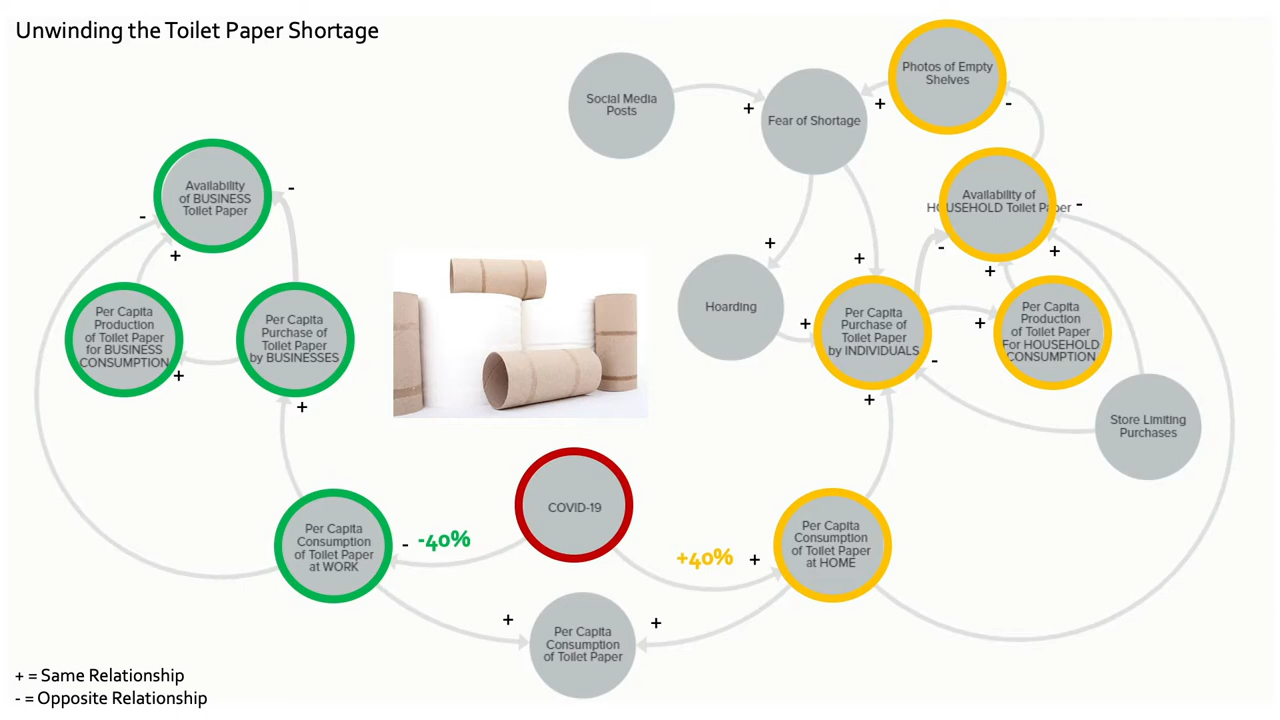 Unwinding the Toilet Paper Shortage
Photos of Empty
Shelves
-
Social Media
Posts
+
Fear of Shortage
+
Availability
of BUSINESS
Toilet Paper
-
-
+
Availability of
HOUSEHOLD Toilet Paper
-
-
+
+
+
+
Hoarding
+
Per Capita
Purchase of
Toilet Paper
by INDIVIDUALS
+
-
+
Per Capita
Production
of Toilet Paper
For HOUSEHOLD
CONSUMPTION
Per Capita
Production
of Toilet Paper
for BUSINESS
CONSUMPTION
+
Per Capita
Purchase of
Toilet Paper
by BUSINESSES
+
Store Limiting
Purchases
COVID-19
Per Capita
Consumption
of Toilet Paper
at WORK
- -40%
+40% +
Per Capita
Consumption
of Toilet Paper
at HOME
+
+
Per Capita
Consumption
of Toilet Paper
+ = Same Relationship
- = Opposite Relationship